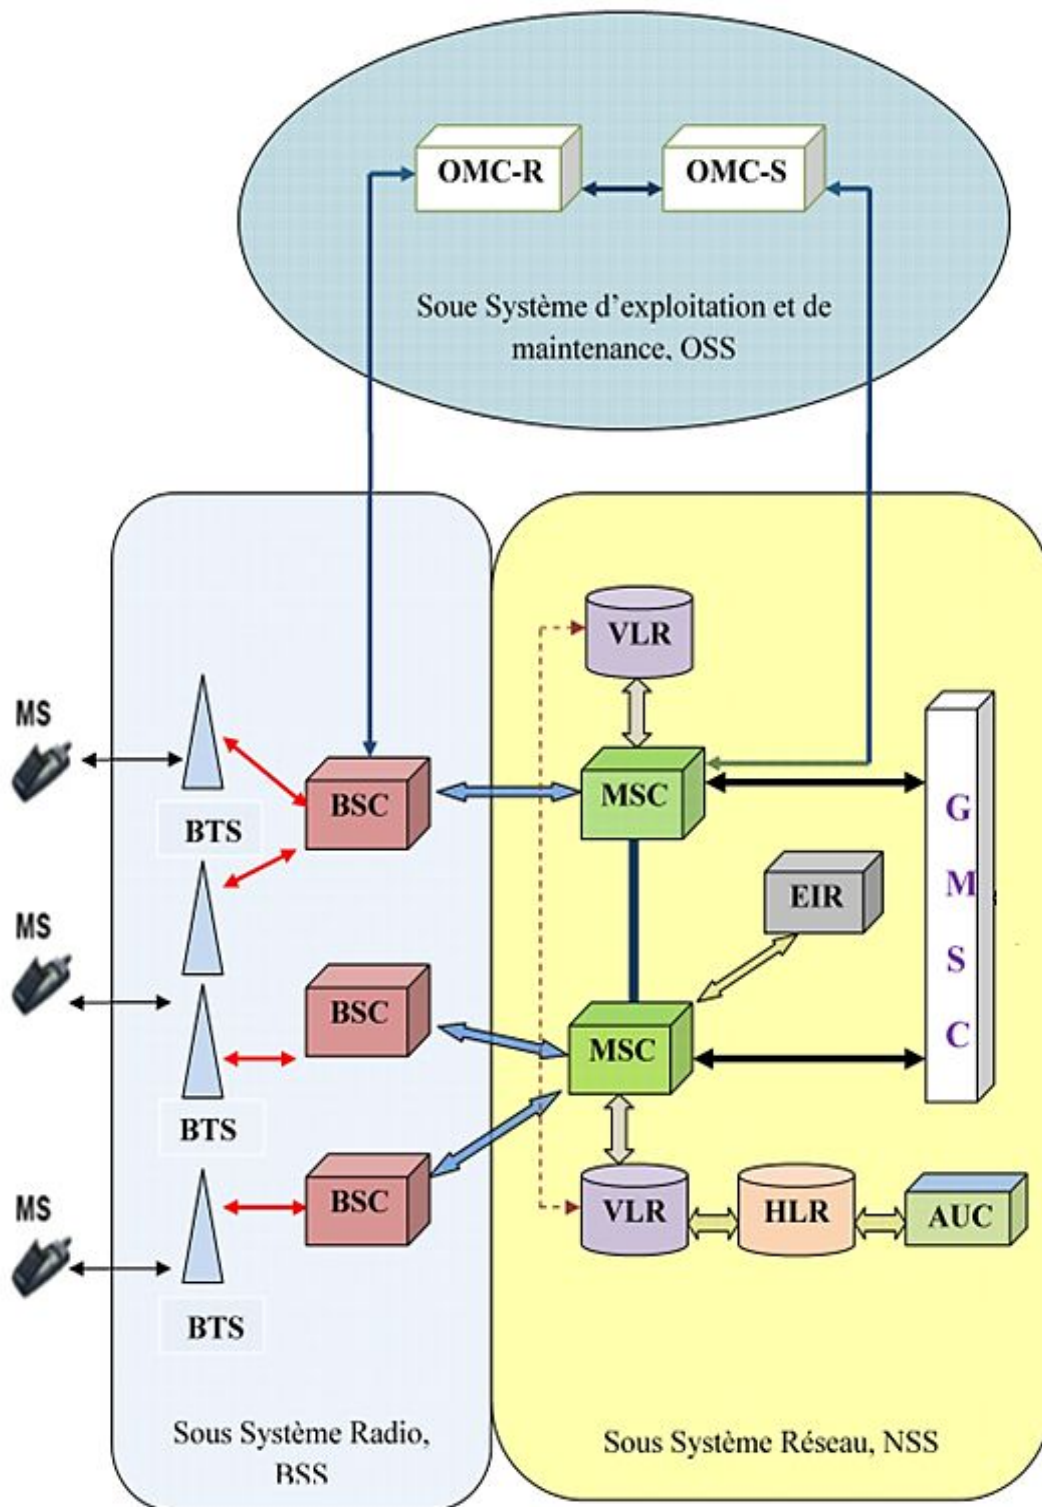 OMC-R
OMC-S
Soue Système d'exploitation et de
maintenance, OSS
VLR
MS
BTS
BSC
MSC
G
M
S
C
EIR
MS
BSC
MSC
BTS
MS
BSC
VLR
HLR
AUC
BTS
Sous Système Radio,
BSS
Sous Système Réseau, NSS